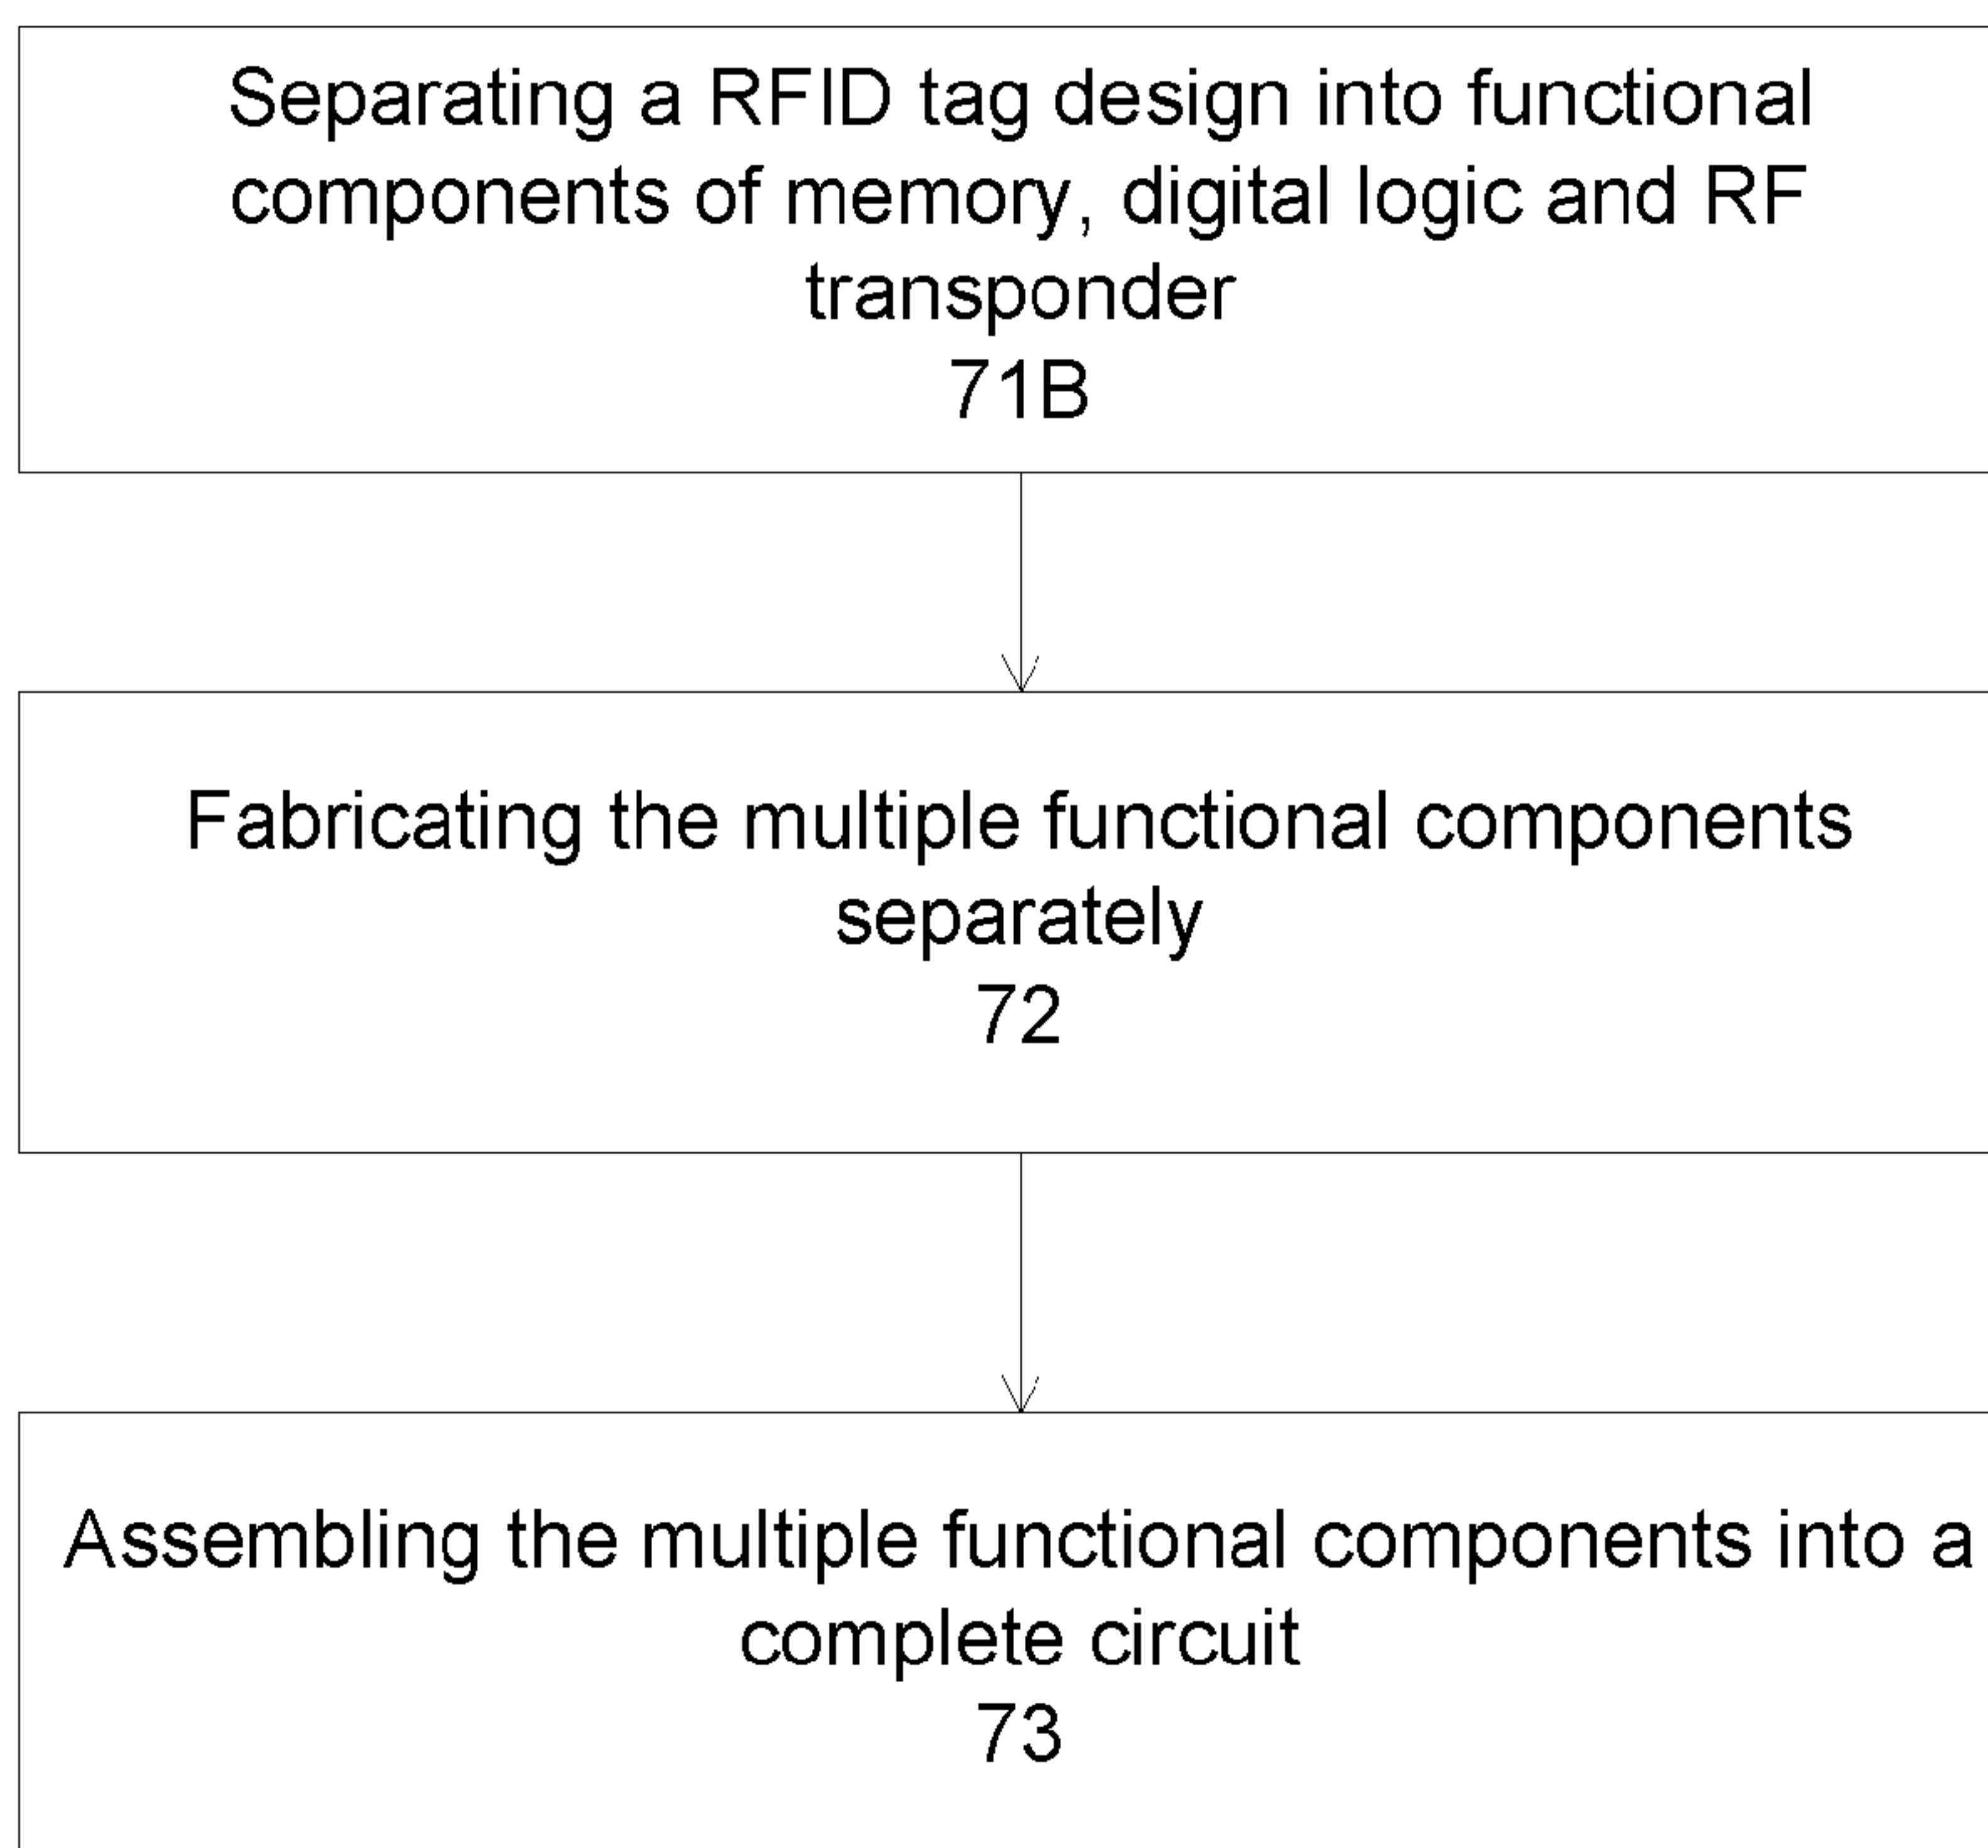 Separating a RFID tag design into functional
components of memory, digital logic and RF
transponder
71B
Fabricating the multiple functional components
separately
72
Assembling the multiple functional components into a
complete circuit
73